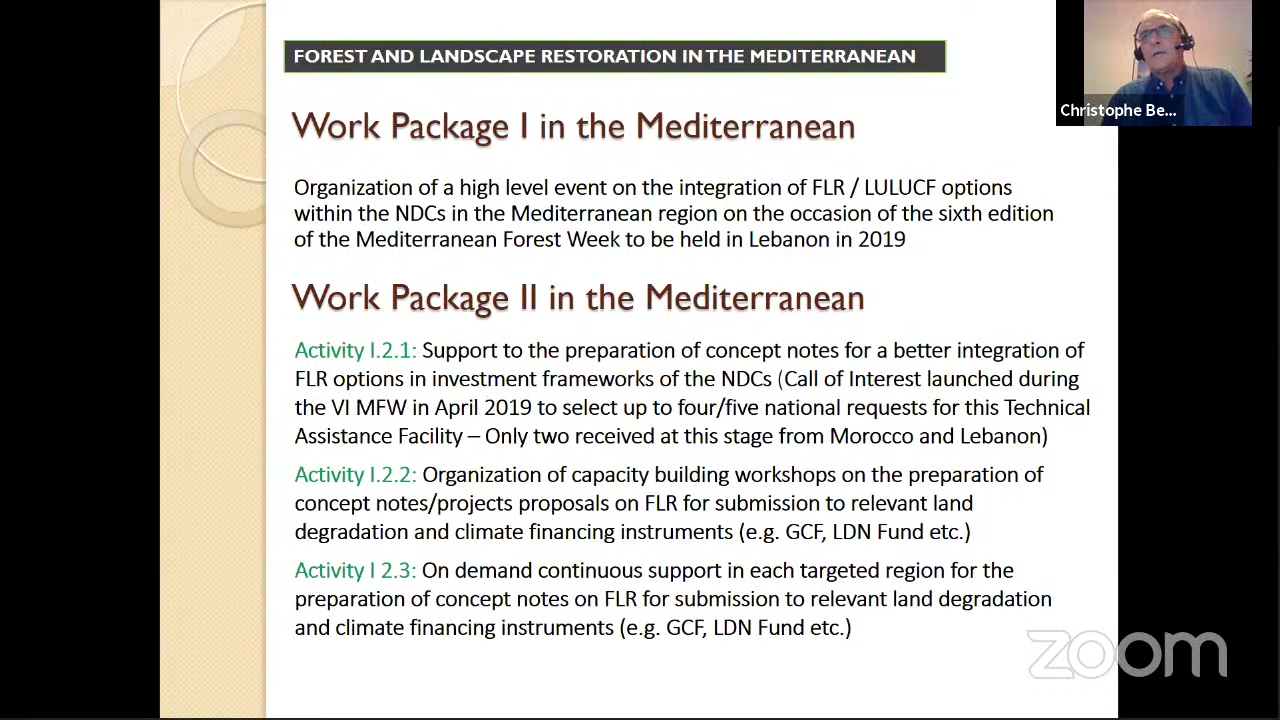 FOREST AND LANDSCAPE RESTORATION IN THE MEDITERRANEAN
Christophe Be...
Work Package I in the Mediterranean
Organization of a high level event on the integration of FLR / LULUCF options
within the NDCs in the Mediterranean region on the occasion of the sixth edition
of the Mediterranean Forest Week to be held in Lebanon in 2019
Work Package II in the Mediterranean
Activity I.2.1: Support to the preparation of concept notes for a better integration of
FLR options in investment frameworks of the NDCs (Call of Interest launched during
the VI MFW in April 2019 to select up to four/five national requests for this Technical
Assistance Facility – Only two received at this stage from Morocco and Lebanon)
Activity I.2.2: Organization of capacity building workshops on the preparation of
concept notes/projects proposals on FLR for submission to relevant land
degradation and climate financing instruments (e.g. GCF, LDN Fund etc.)
Activity I 2.3: On demand continuous support in each targeted region for the
preparation of concept notes on FLR for submission to relevant land degradation
and climate financing instruments (e.g. GCF, LDN Fund etc.)
zoom